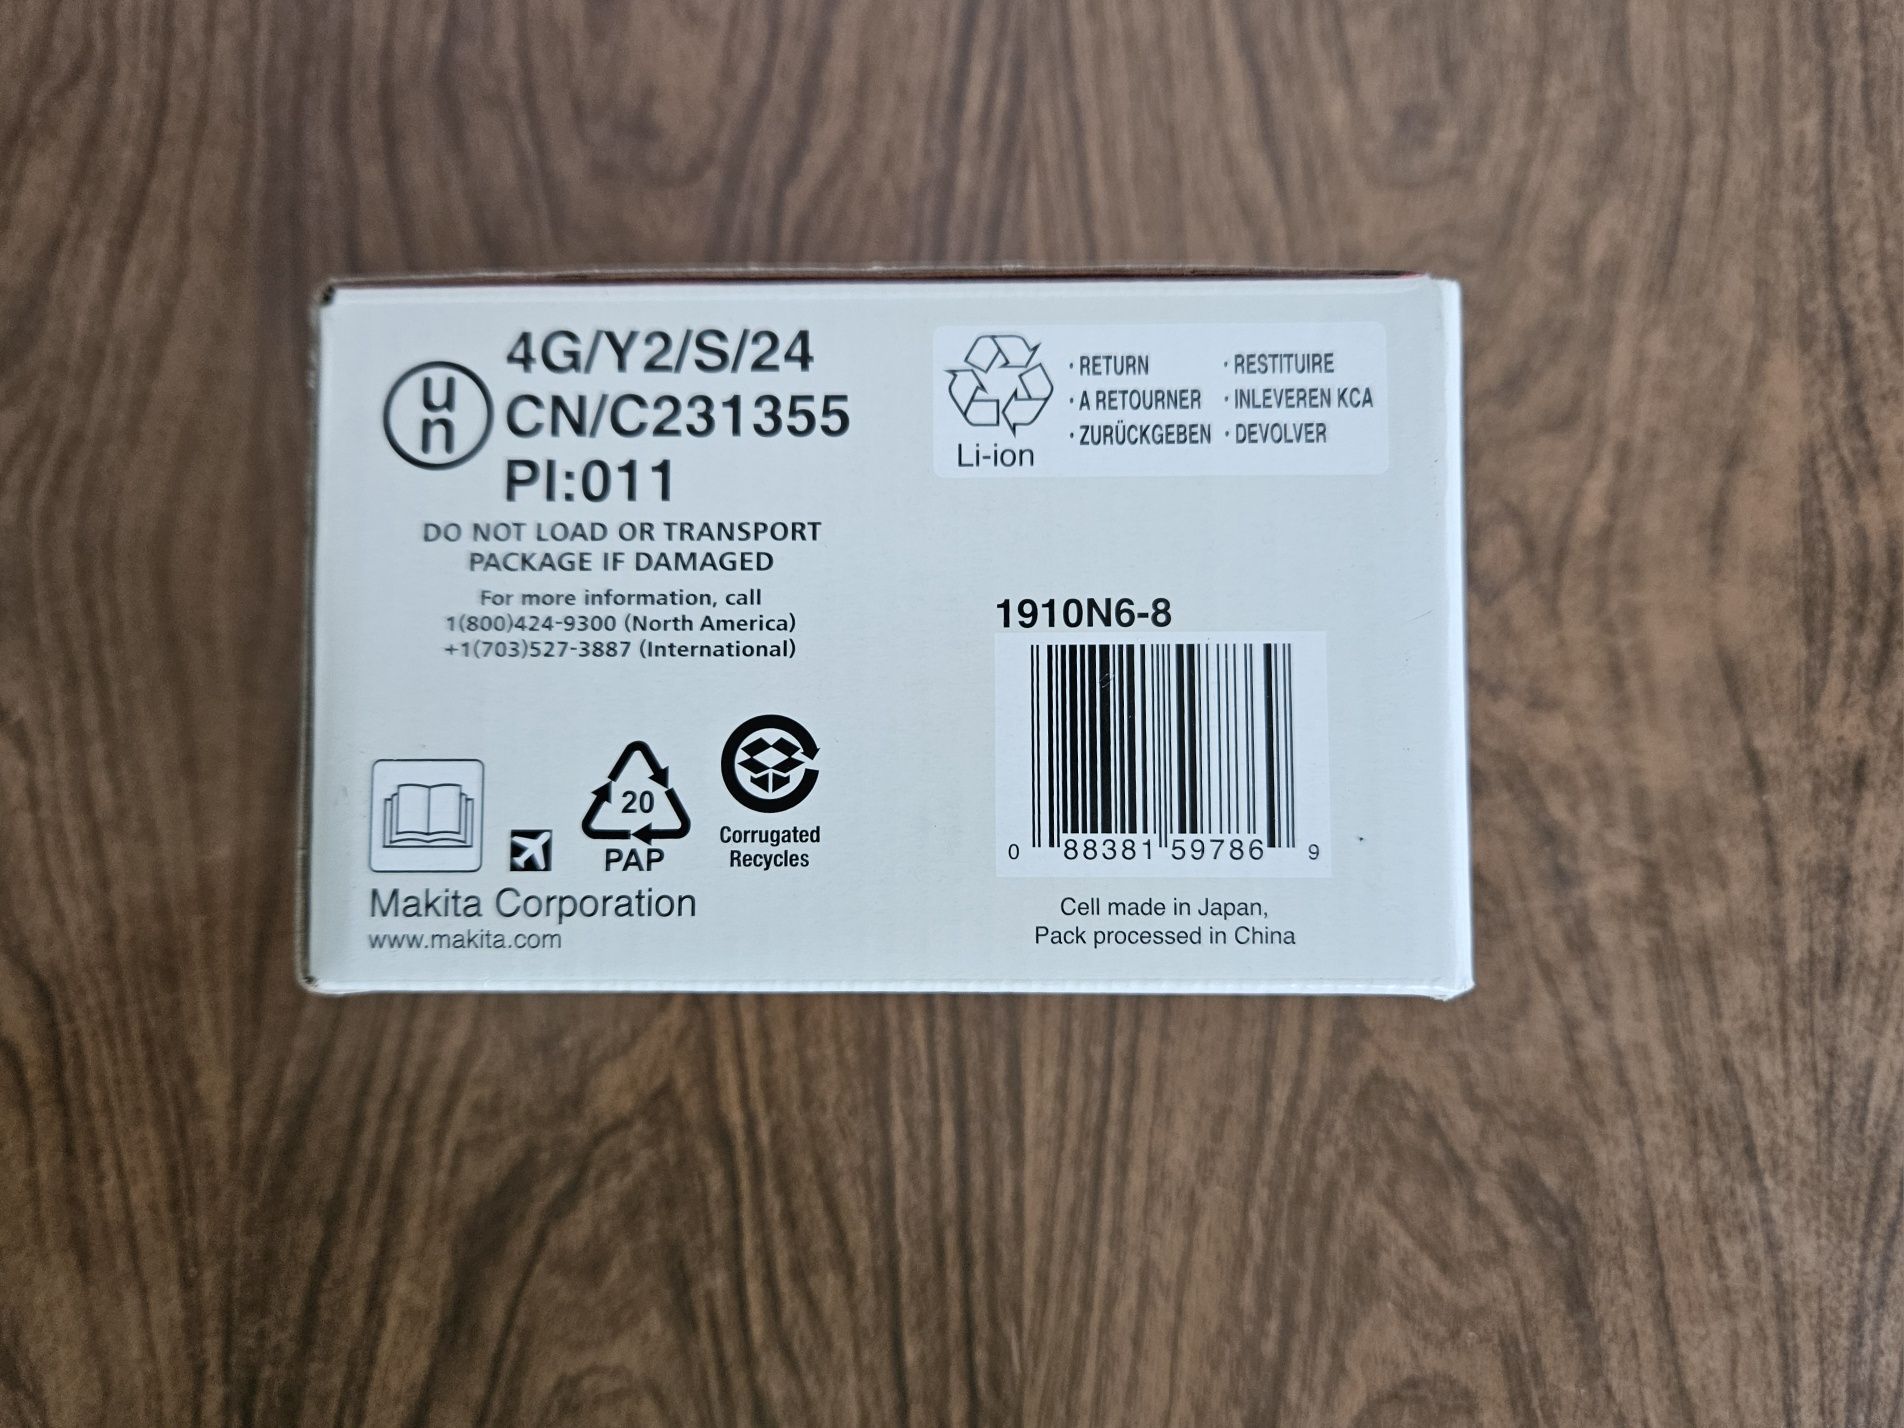 un
4G/Y2/S/24
CN/C231355
PI:011
DO NOT LOAD OR TRANSPORT
PACKAGE IF DAMAGED
For more information, call
1(800)424-9300 (North America)
+1(703)527-3887 (International)
20
PAP
Corrugated
Recycles
Makita Corporation
www.makita.com
Li-ion
· RETURN
· A RETOURNER
· ZURÜCKGEBEN
· RESTITUIRE
· INLEVEREN KCA
· DEVOLVER
1910N6-8
0 88381 59786 9
Cell made in Japan,
Pack processed in China